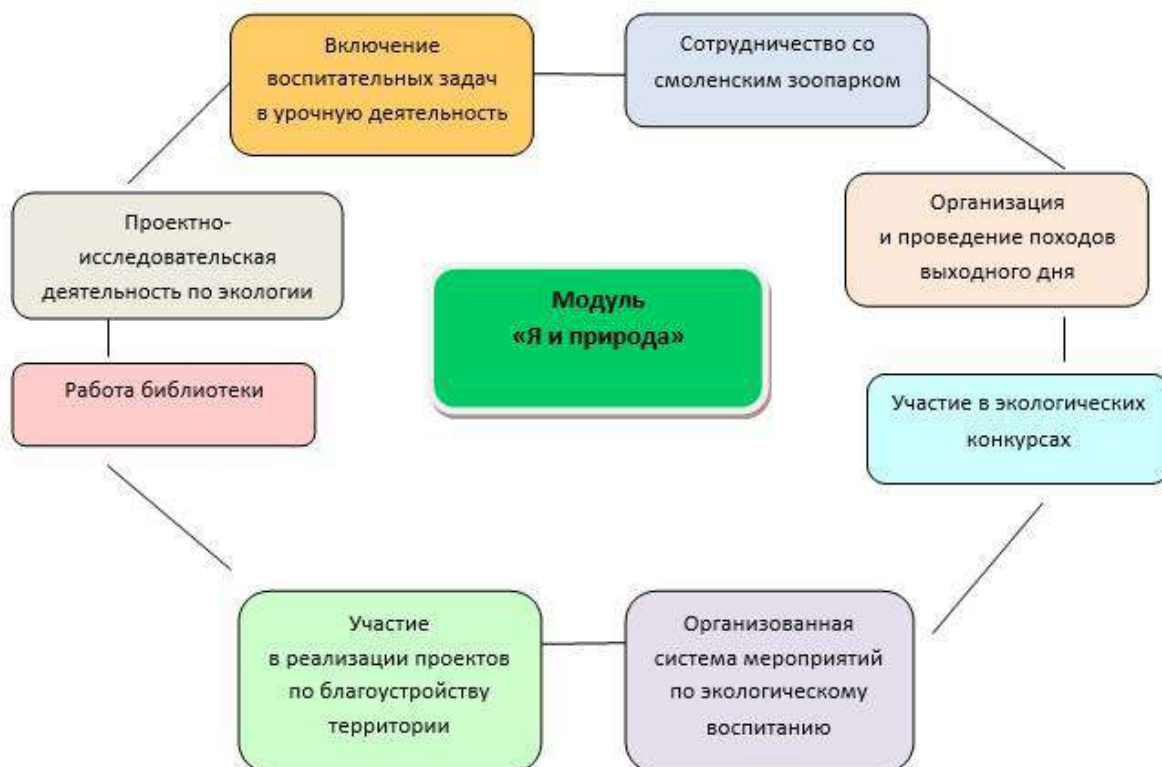 Включение
воспитательных задач
в урочную деятельность
Сотрудничество со
смоленским зоопарком
Проектно-
исследовательская
деятельность по экологии
Организация
и проведение походов
выходного дня
Модуль
«Я и природа»
Работа библиотеки
Участие в экологических
конкурсах
Участие
в реализации проектов
по благоустройству
территории
Организованная
система мероприятий
по экологическому
воспитанию